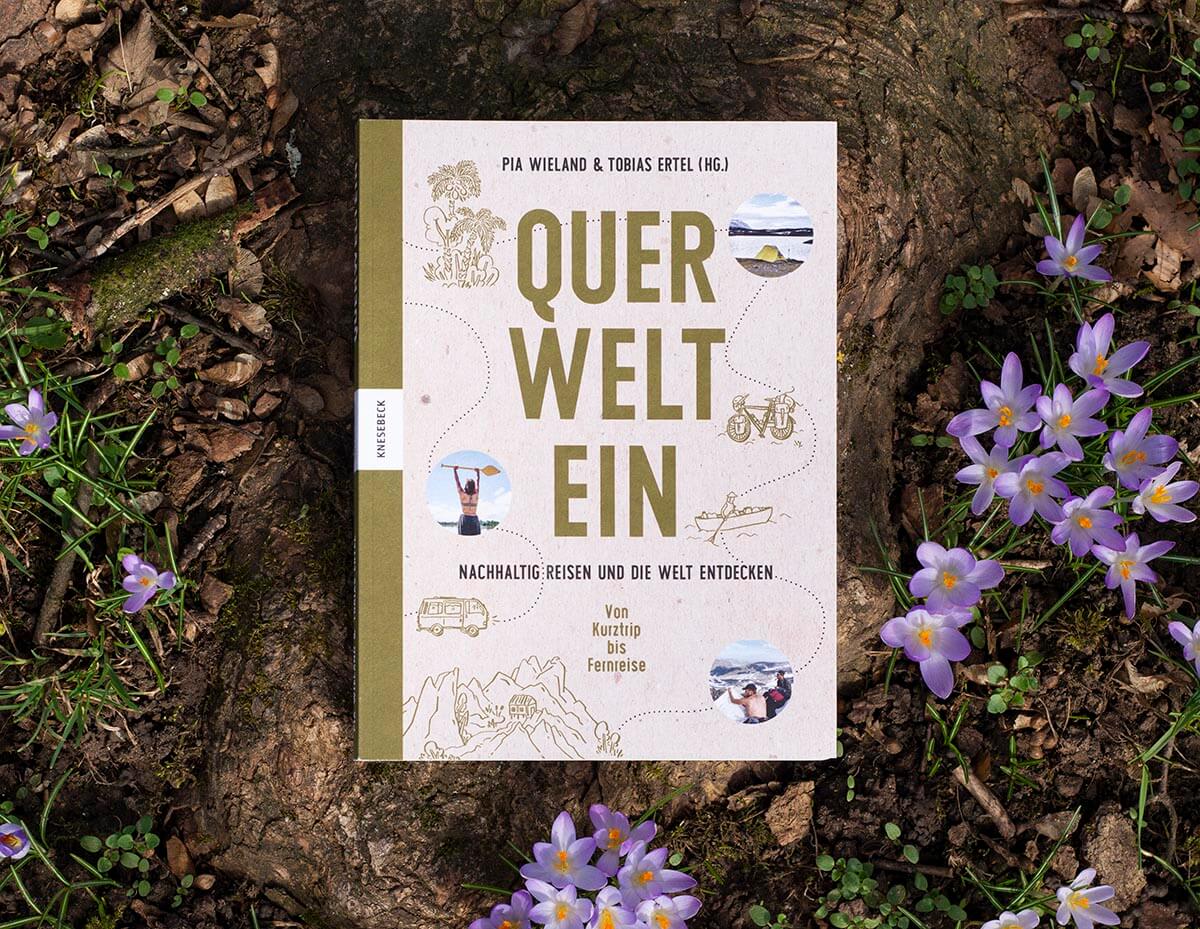 PIA WIELAND & TOBIAS ERTEL (HG.)
QUER
WELT
EIN
KNESEBECK
NACHHALTIG REISEN UND DIE WELT ENTDECKEN
Von
Kurztrip
bis
Fernreise